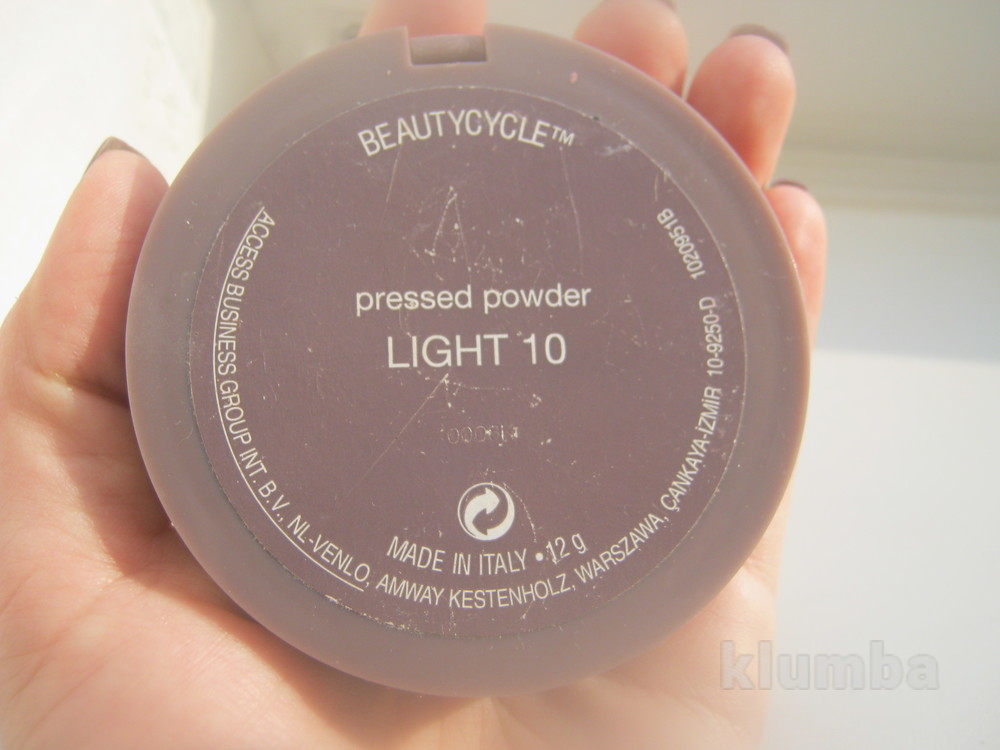 BEAUTYCYCLE™
pressed powder
LIGHT 10
MADE IN ITALY • 12 g
ACCESS BUSINESS GROUP INT. B.V., NL-VENLO, AMWAY KESTENHOLZ, WARSZAWA, ÇANKAYA-İZMİR 10-9250-D 1020951B
klumba